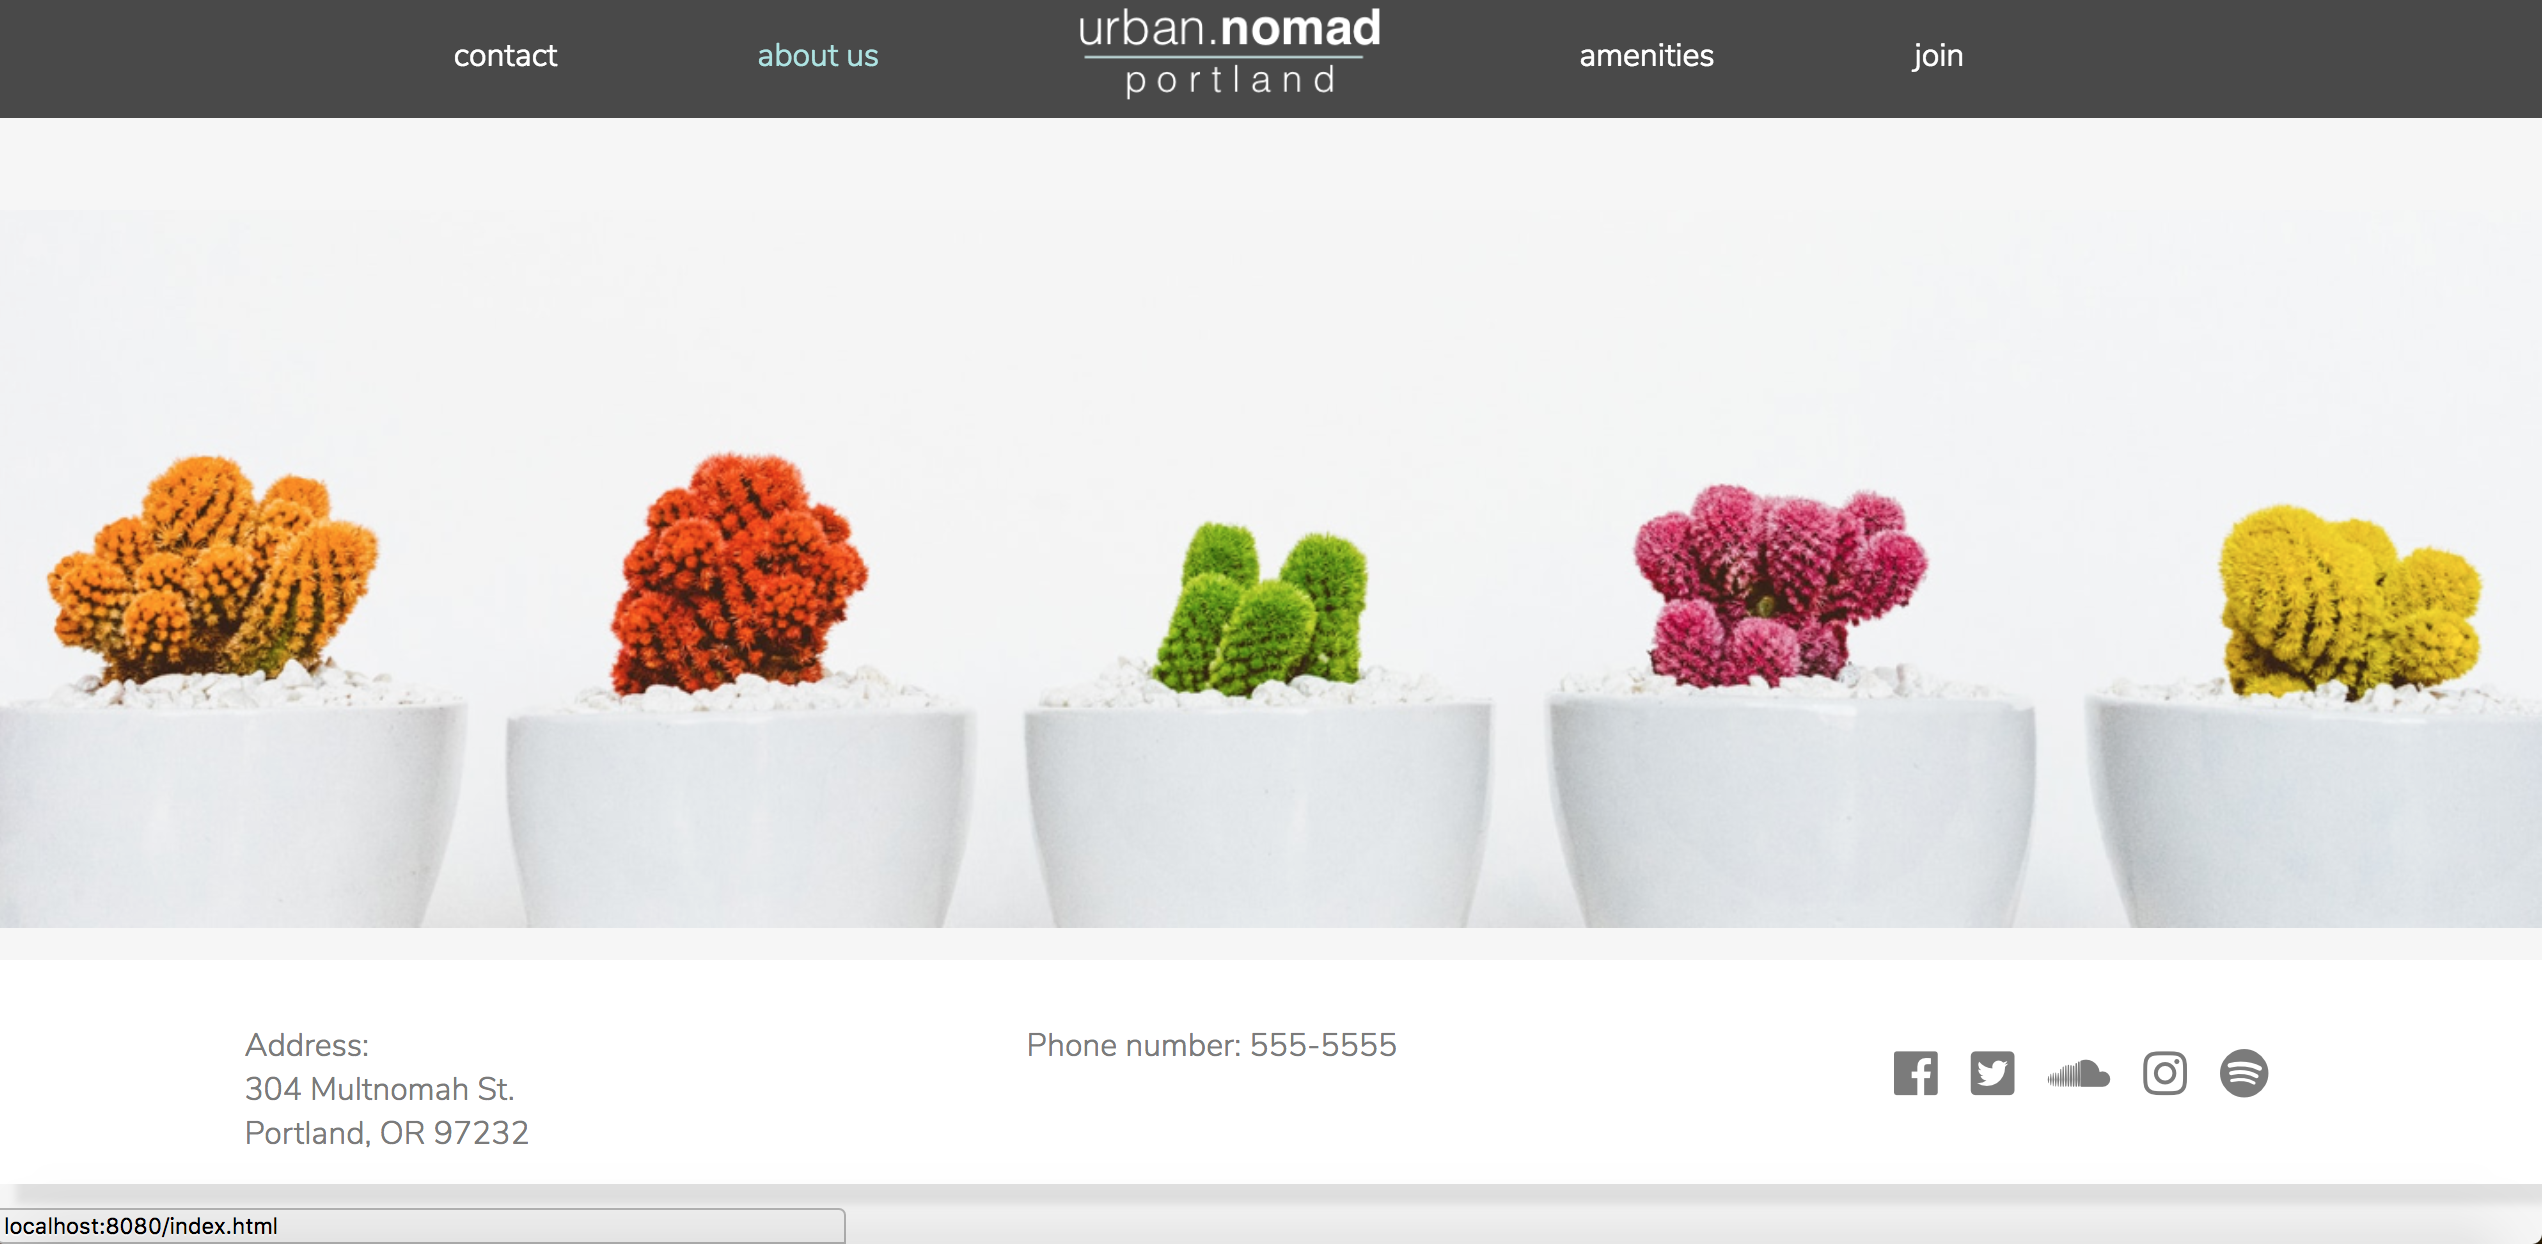 contact
about us
urban.nomad
portland
amenities
join
Address:
304 Multnomah St.
Portland, OR 97232
Phone number: 555-5555
localhost:8080/index.html